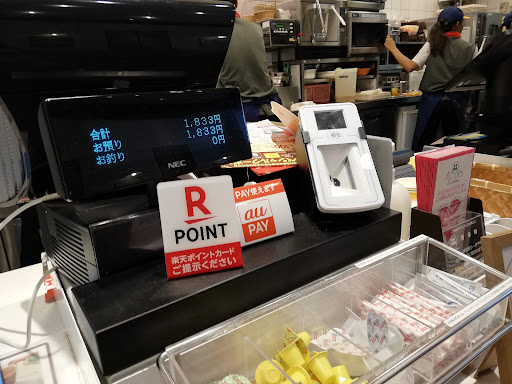 合計 1,833円
お預り 1,833円
お釣り 0円
NEC
R
POINT
楽天ポイントカード
ご提示ください
PAY使えます
au
PAY